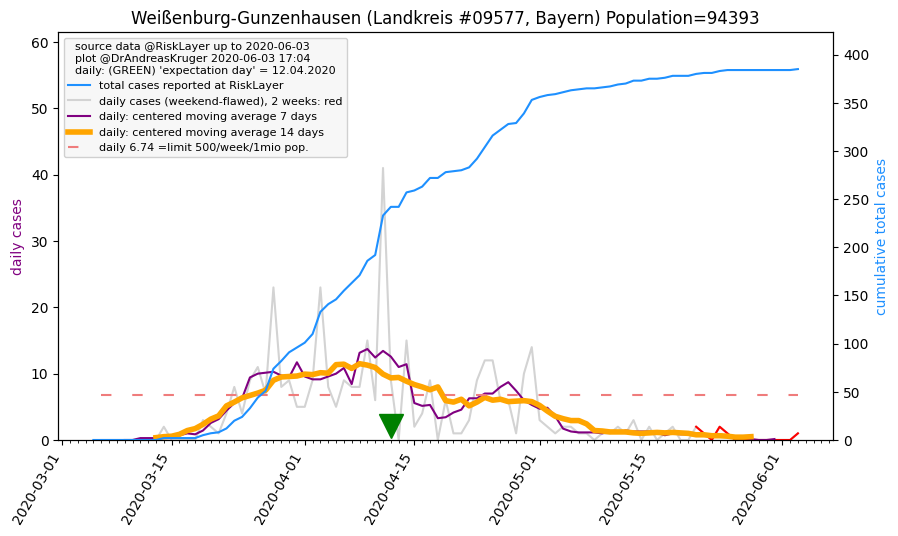 Weißenburg-Gunzenhausen (Landkreis #09577, Bayern) Population=94393
source data @RiskLayer up to 2020-06-03
plot @DrAndreasKruger 2020-06-03 17:04
daily: (GREEN) 'expectation day' = 12.04.2020
total cases reported at RiskLayer
daily cases (weekend-flawed), 2 weeks: red
daily: centered moving average 7 days
daily: centered moving average 14 days
daily 6.74 =limit 500/week/1mio pop.
daily cases
60
50
40
30
20
10
0
cumulative total cases
400
350
300
250
200
150
100
50
0
2020-03-01
2020-03-15
2020-04-01
2020-04-15
2020-05-01
2020-05-15
2020-06-01